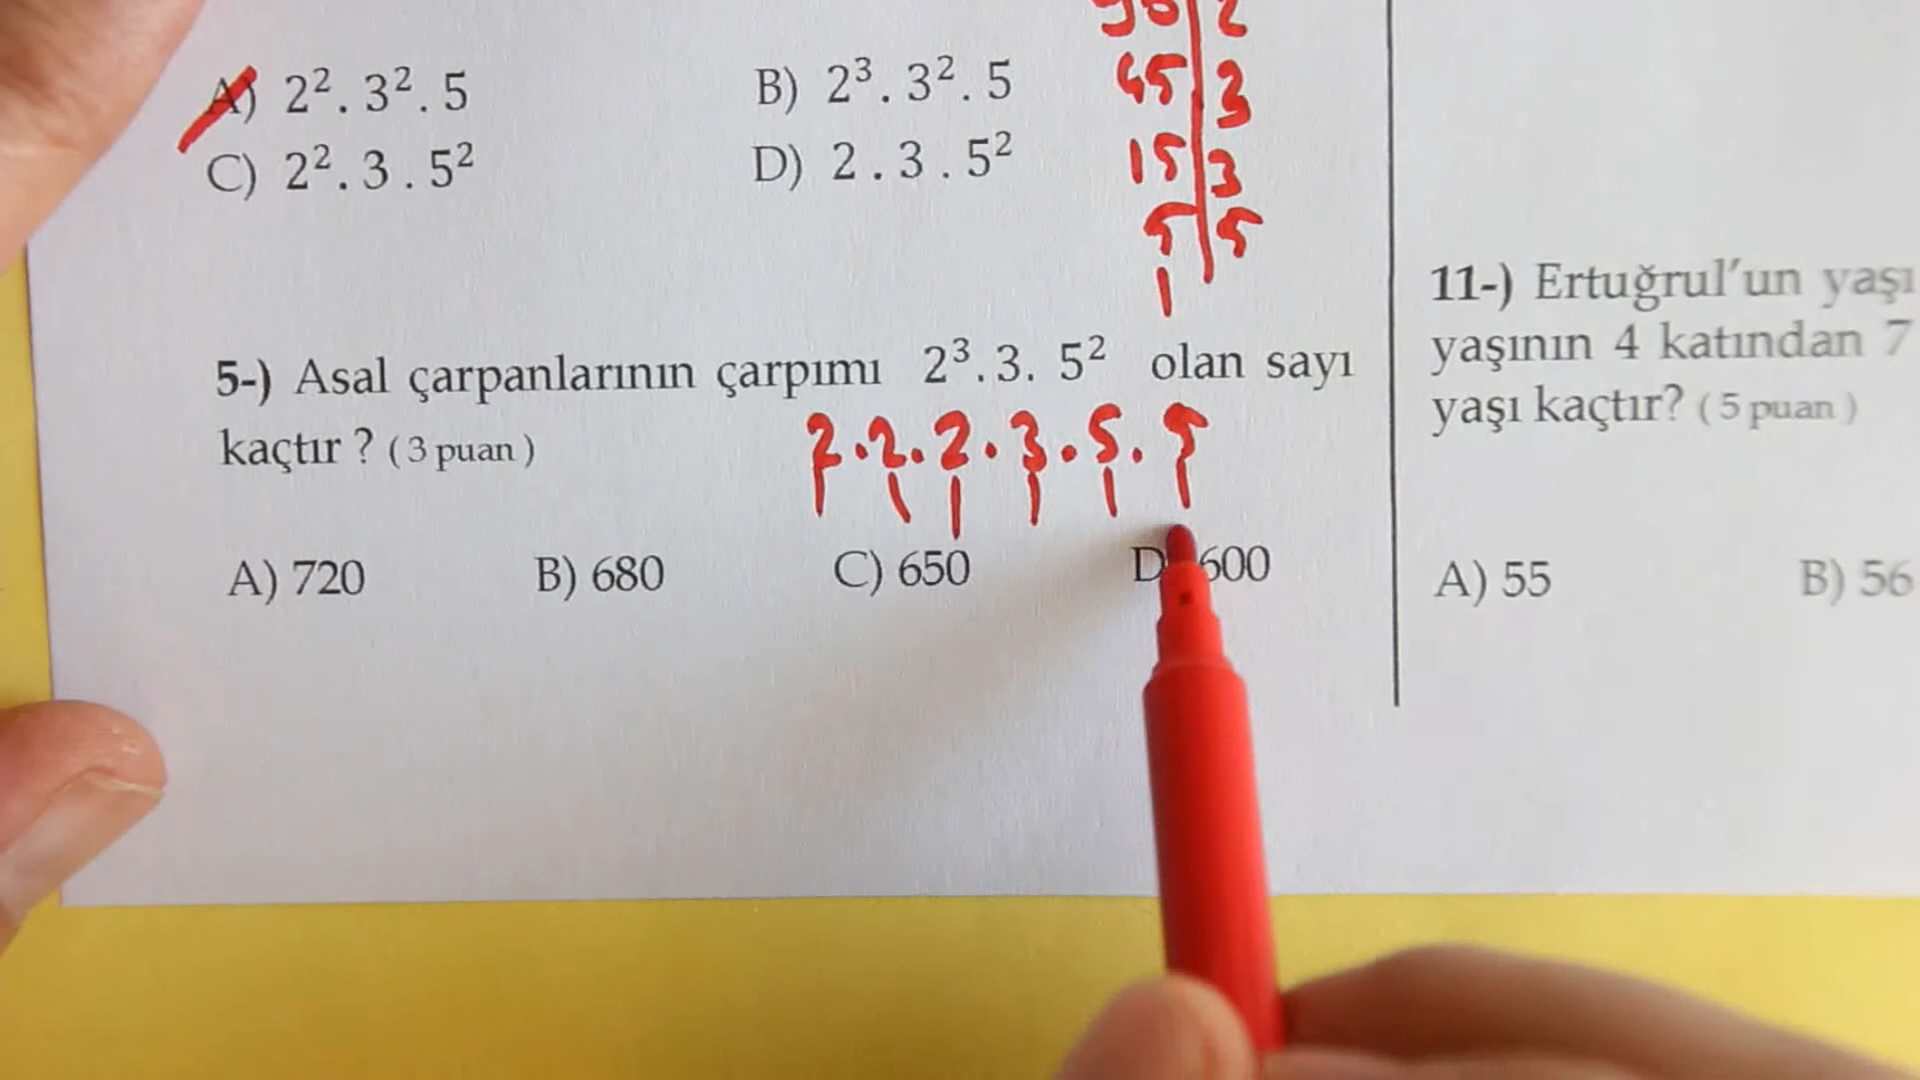 90 2
A) 2². 3². 5
B) 2³ . 3² . 5
45 3
C) 2². 3 . 5²
D) 2 . 3 . 5²
15 3
5 5
1
5-) Asal çarpanlarının çarpımı 2³. 3. 5² olan sayı
kaçtır ? ( 3 puan )
2 . 2 . 2 . 3 . 5 . 5
A) 720
B) 680
C) 650
D 600
11-) Ertuğrul'un yaşı
yaşının 4 katından 7
yaşı kaçtır? ( 5 puan )
A) 55
B) 56